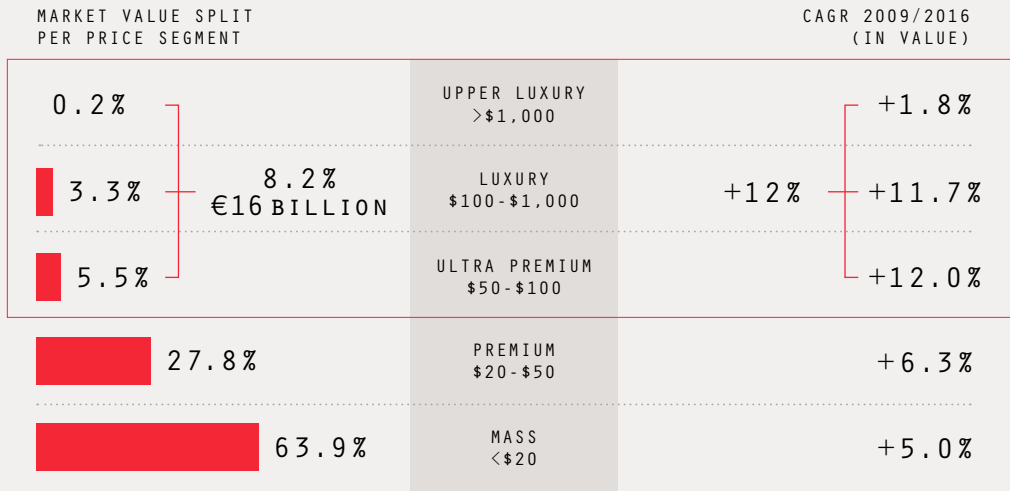 MARKET VALUE SPLIT
PER PRICE SEGMENT
CAGR 2009/2016
(IN VALUE)
0.2%
UPPER LUXURY
>$1,000
+1.8%
3.3%
8.2%
€16 BILLION
LUXURY
$100-$1,000
+12%
+11.7%
5.5%
ULTRA PREMIUM
$50-$100
+12.0%
27.8%
PREMIUM
$20-$50
+6.3%
63.9%
MASS
<$20
+5.0%